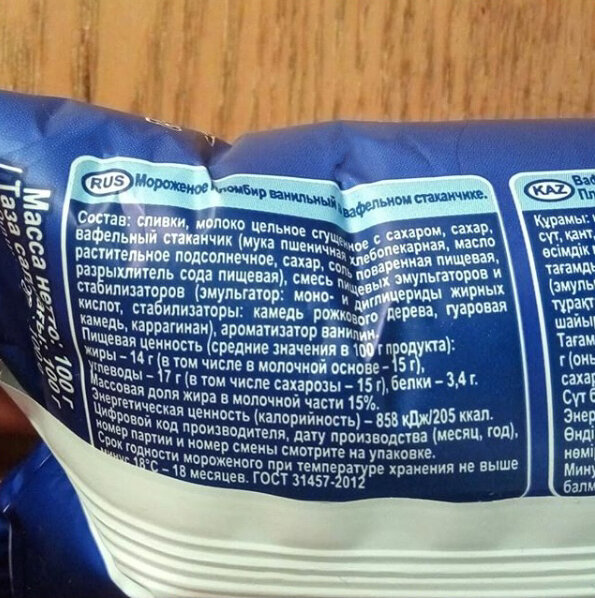 RUS Мороженое пломбир ванильный в вафельном стаканчике.
Состав: сливки, молоко цельное сгущённое с сахаром, сахар,
вафельный стаканчик (мука пшеничная хлебопекарная, масло
растительное подсолнечное, сахар, соль поваренная пищевая,
разрыхлитель сода пищевая), смесь пищевых эмульгаторов и
стабилизаторов (эмульгатор: моно- и диглицериды жирных
кислот, стабилизаторы: камедь рожкового дерева, гуаровая
камедь, каррагинан), ароматизатор ванилин.
Пищевая ценность (средние значения в 100 г продукта):
жиры – 14 г (в том числе в молочной основе – 15 г),
углеводы – 17 г (в том числе сахарозы – 15 г), белки – 3,4 г.
Массовая доля жира в молочной части 15%.
Энергетическая ценность (калорийность) – 858 кДж/205 ккал.
Цифровой код производителя, дату производства (месяц, год),
номер партии и номер смены смотрите на упаковке.
Срок годности мороженого при температуре хранения не выше
минус 18°С – 18 месяцев. ГОСТ 31457-2012
Масса нетто: 100 г
/ Таза
KAZ
Құрамы:
сүт, қант,
өсімдік